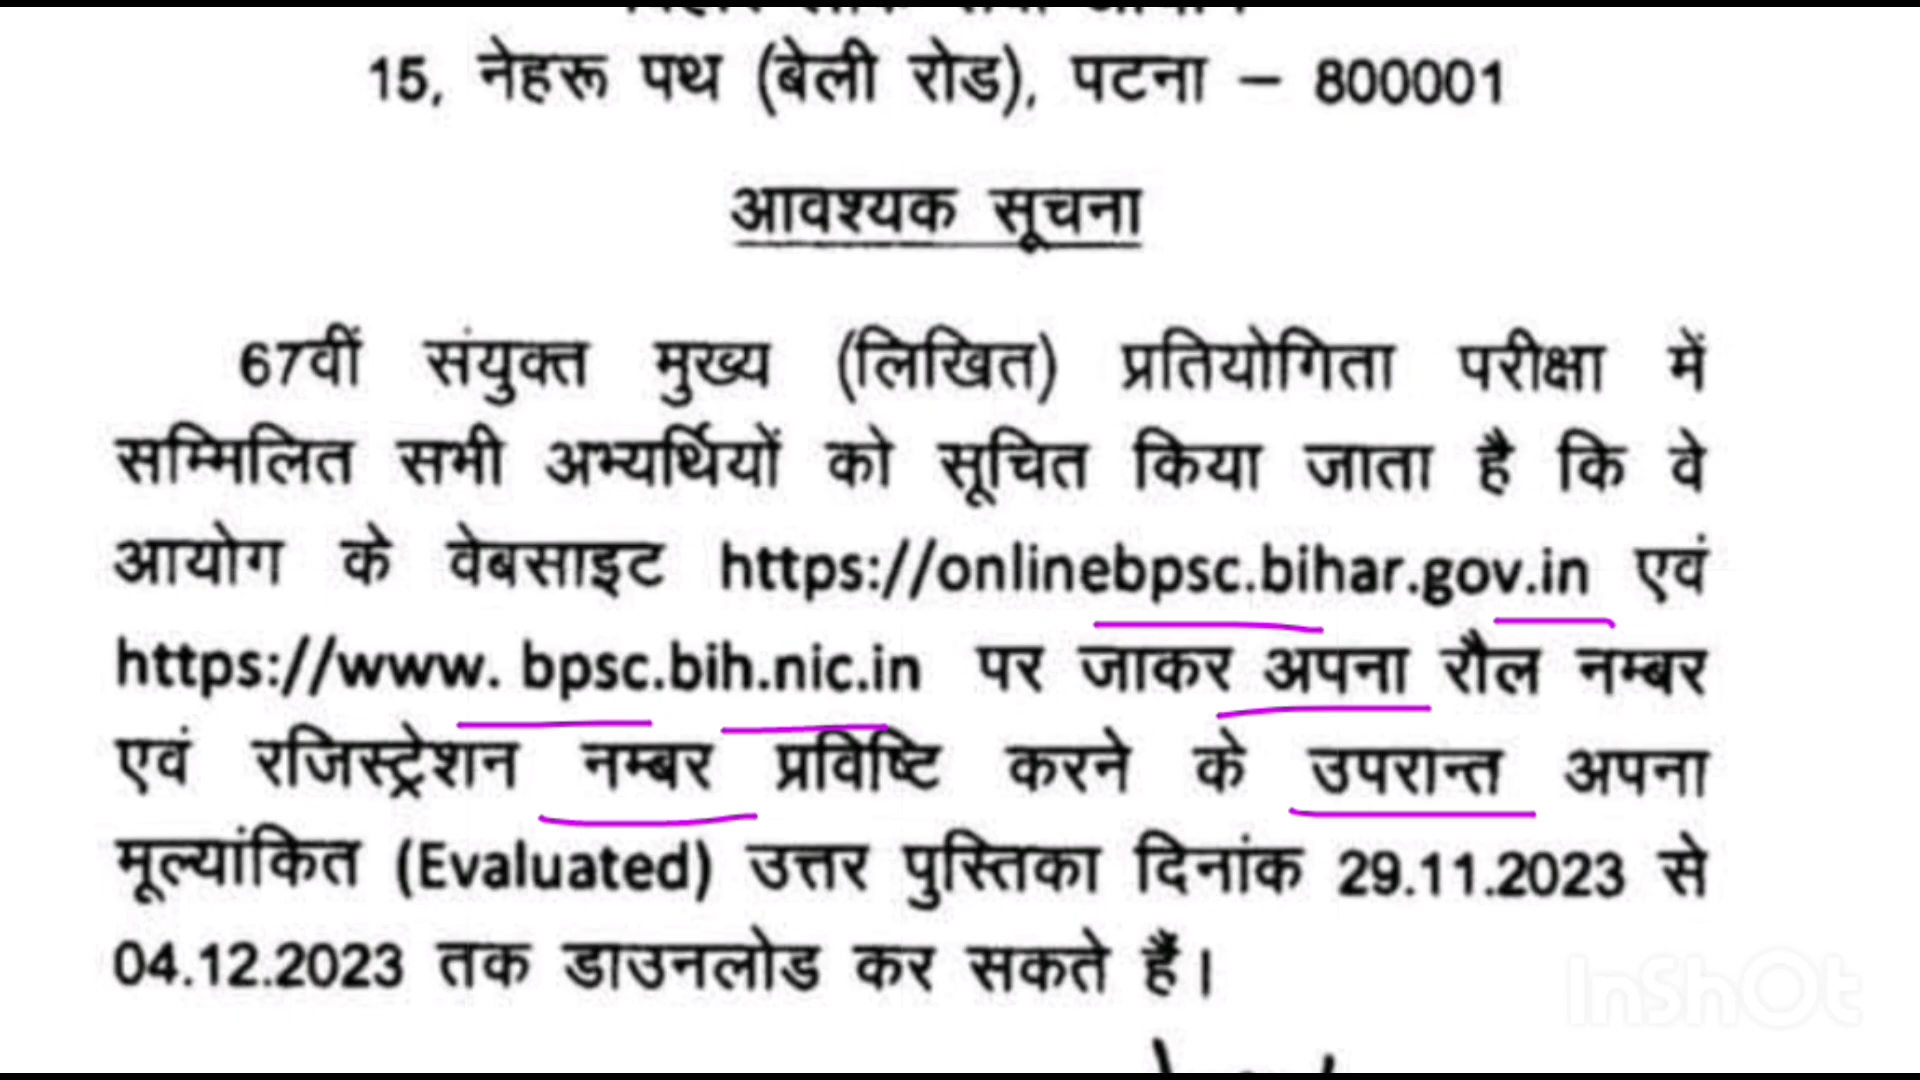 15, नेहरू पथ (बेली रोड), पटना – 800001
आवश्यक सूचना
67वीं संयुक्त मुख्य (लिखित) प्रतियोगिता परीक्षा में
सम्मिलित सभी अभ्यर्थियों को सूचित किया जाता है कि वे
आयोग के वेबसाइट https://onlinebpsc.bihar.gov.in एवं
https://www. bpsc.bih.nic.in पर जाकर अपना रौल नम्बर
एवं रजिस्ट्रेशन नम्बर प्रविष्टि करने के उपरान्त अपना
मूल्यांकित (Evaluated) उत्तर पुस्तिका दिनांक 29.11.2023 से
04.12.2023 तक डाउनलोड कर सकते हैं।
InShOt